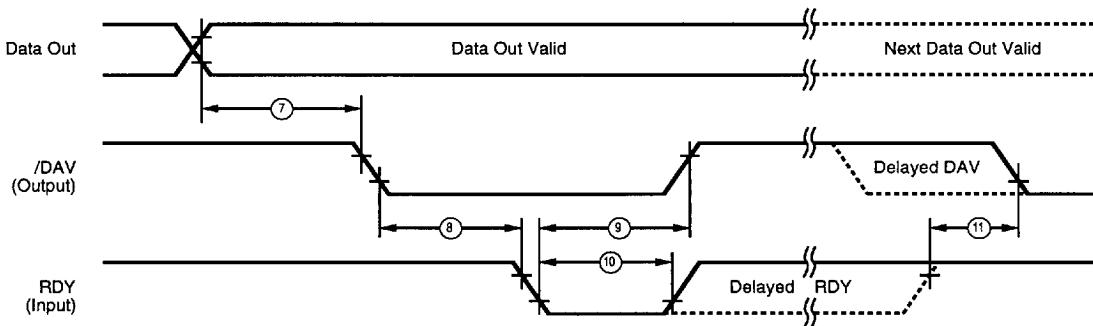 Data Out
Data Out Valid
Next Data Out Valid
7
/DAV
(Output)
Delayed DAV
8
9
11
10
RDY
(Input)
Delayed RDY